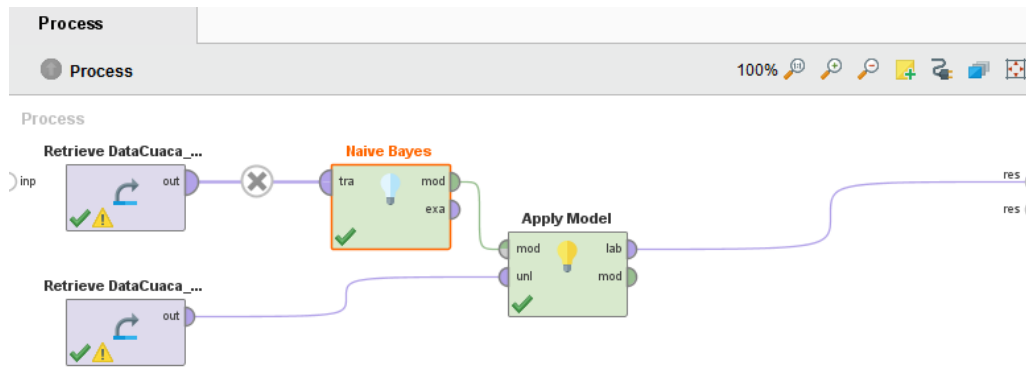 Process
Process
100%
Process
Retrieve DataCuaca_...
Naive Bayes
inp
out
tra
mod
exa
res
res
Apply Model
mod
lab
unl
mod
Retrieve DataCuaca_...
out